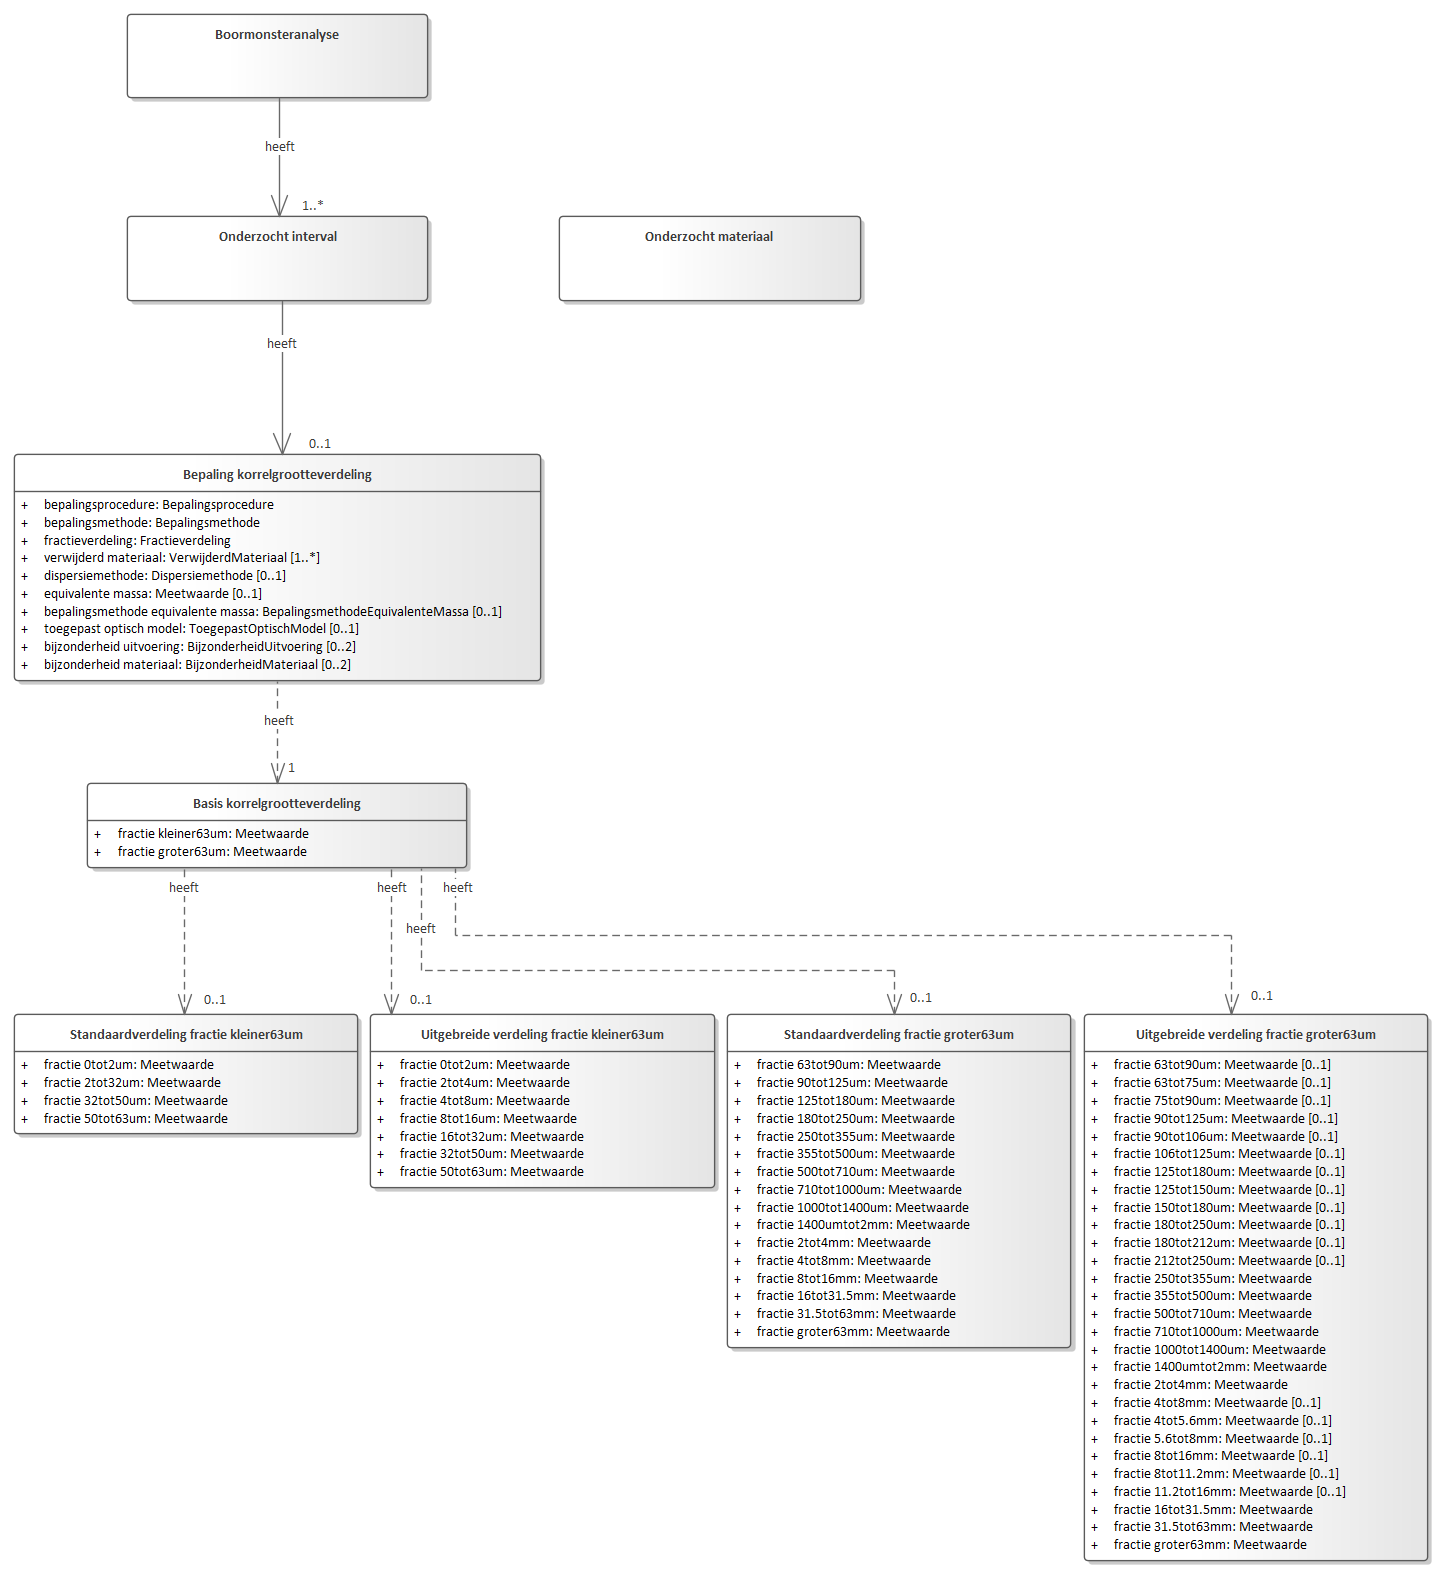 Boormonsteranalyse
heeft
1..*
Onderzocht interval
Onderzocht materiaal
heeft
0..1
Bepaling korrelgrootteverdeling
+ bepalingsprocedure: Bepalingsprocedure
+ bepalingsmethode: Bepalingsmethode
+ fractieverdeling: Fractieverdeling
+ verwijderd materiaal: VerwijderdMateriaal [1..*]
+ dispersiemethode: Dispersiemethode [0..1]
+ equivalente massa: Meetwaarde [0..1]
+ bepalingsmethode equivalente massa: BepalingsmethodeEquivalenteMassa [0..1]
+ toegepast optisch model: ToegepastOptischModel [0..1]
+ bijzonderheid uitvoering: BijzonderheidUitvoering [0..2]
+ bijzonderheid materiaal: BijzonderheidMateriaal [0..2]
heeft
1
Basis korrelgrootteverdeling
+ fractie kleiner63um: Meetwaarde
+ fractie groter63um: Meetwaarde
heeft
heeft
heeft
heeft
0..1
0..1
0..1
0..1
Standaardverdeling fractie kleiner63um
+ fractie 0tot2um: Meetwaarde
+ fractie 2tot32um: Meetwaarde
+ fractie 32tot50um: Meetwaarde
+ fractie 50tot63um: Meetwaarde
Uitgebreide verdeling fractie kleiner63um
+ fractie 0tot2um: Meetwaarde
+ fractie 2tot4um: Meetwaarde
+ fractie 4tot8um: Meetwaarde
+ fractie 8tot16um: Meetwaarde
+ fractie 16tot32um: Meetwaarde
+ fractie 32tot50um: Meetwaarde
+ fractie 50tot63um: Meetwaarde
Standaardverdeling fractie groter63um
+ fractie 63tot90um: Meetwaarde
+ fractie 90tot125um: Meetwaarde
+ fractie 125tot180um: Meetwaarde
+ fractie 180tot250um: Meetwaarde
+ fractie 250tot355um: Meetwaarde
+ fractie 355tot500um: Meetwaarde
+ fractie 500tot710um: Meetwaarde
+ fractie 710tot1000um: Meetwaarde
+ fractie 1000tot1400um: Meetwaarde
+ fractie 1400umtot2mm: Meetwaarde
+ fractie 2tot4mm: Meetwaarde
+ fractie 4tot8mm: Meetwaarde
+ fractie 8tot16mm: Meetwaarde
+ fractie 16tot31.5mm: Meetwaarde
+ fractie 31.5tot63mm: Meetwaarde
+ fractie groter63mm: Meetwaarde
Uitgebreide verdeling fractie groter63um
+ fractie 63tot90um: Meetwaarde [0..1]
+ fractie 63tot75um: Meetwaarde [0..1]
+ fractie 75tot90um: Meetwaarde [0..1]
+ fractie 90tot125um: Meetwaarde [0..1]
+ fractie 90tot106um: Meetwaarde [0..1]
+ fractie 106tot125um: Meetwaarde [0..1]
+ fractie 125tot180um: Meetwaarde [0..1]
+ fractie 125tot150um: Meetwaarde [0..1]
+ fractie 150tot180um: Meetwaarde [0..1]
+ fractie 180tot250um: Meetwaarde [0..1]
+ fractie 180tot212um: Meetwaarde [0..1]
+ fractie 212tot250um: Meetwaarde [0..1]
+ fractie 250tot355um: Meetwaarde
+ fractie 355tot500um: Meetwaarde
+ fractie 500tot710um: Meetwaarde
+ fractie 710tot1000um: Meetwaarde
+ fractie 1000tot1400um: Meetwaarde
+ fractie 1400umtot2mm: Meetwaarde
+ fractie 2tot4mm: Meetwaarde
+ fractie 4tot8mm: Meetwaarde [0..1]
+ fractie 4tot5.6mm: Meetwaarde [0..1]
+ fractie 5.6tot8mm: Meetwaarde [0..1]
+ fractie 8tot16mm: Meetwaarde [0..1]
+ fractie 8tot11.2mm: Meetwaarde [0..1]
+ fractie 11.2tot16mm: Meetwaarde [0..1]
+ fractie 16tot31.5mm: Meetwaarde
+ fractie 31.5tot63mm: Meetwaarde
+ fractie groter63mm: Meetwaarde